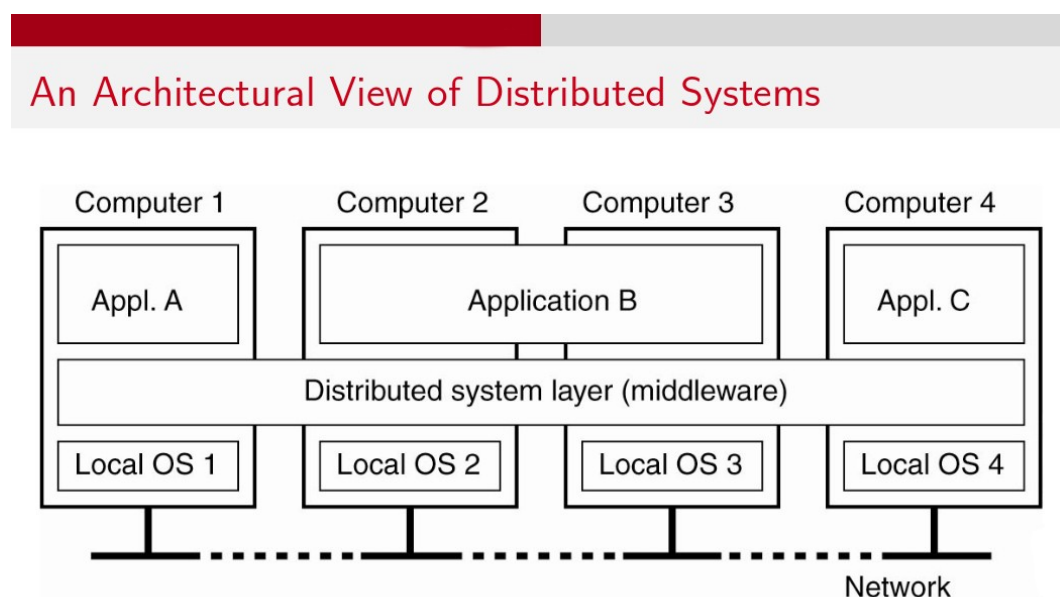 An Architectural View of Distributed Systems
Computer 1 Computer 2 Computer 3 Computer 4
Appl. A Application B Appl. C
Distributed system layer (middleware)
Local OS 1 Local OS 2 Local OS 3 Local OS 4
Network